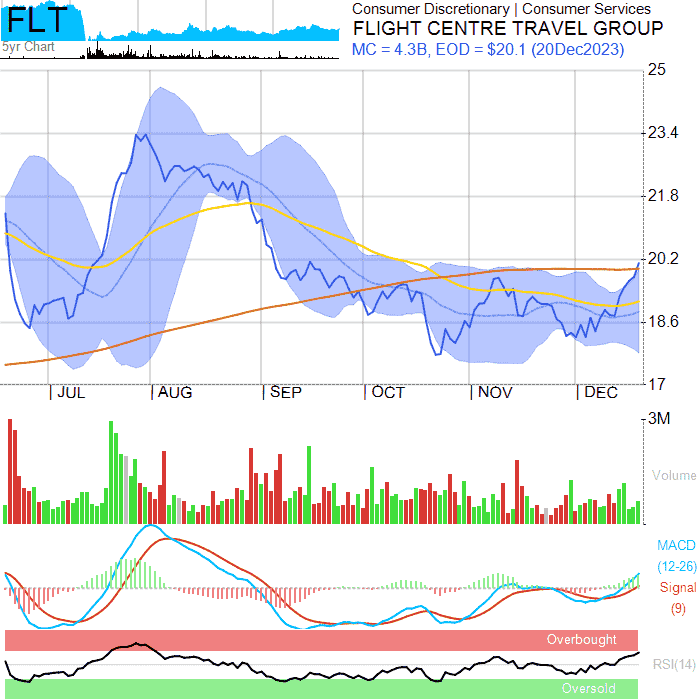 FLT
5yr Chart
Consumer Discretionary | Consumer Services
FLIGHT CENTRE TRAVEL GROUP
MC = 4.3B, EOD = $20.1 (20Dec2023)
25
23.4
21.8
20.2
18.6
17
| JUL | AUG | SEP | OCT | NOV | DEC
3M
Volume
MACD
(12-26)
Signal
(9)
Overbought
RSI(14)
Oversold